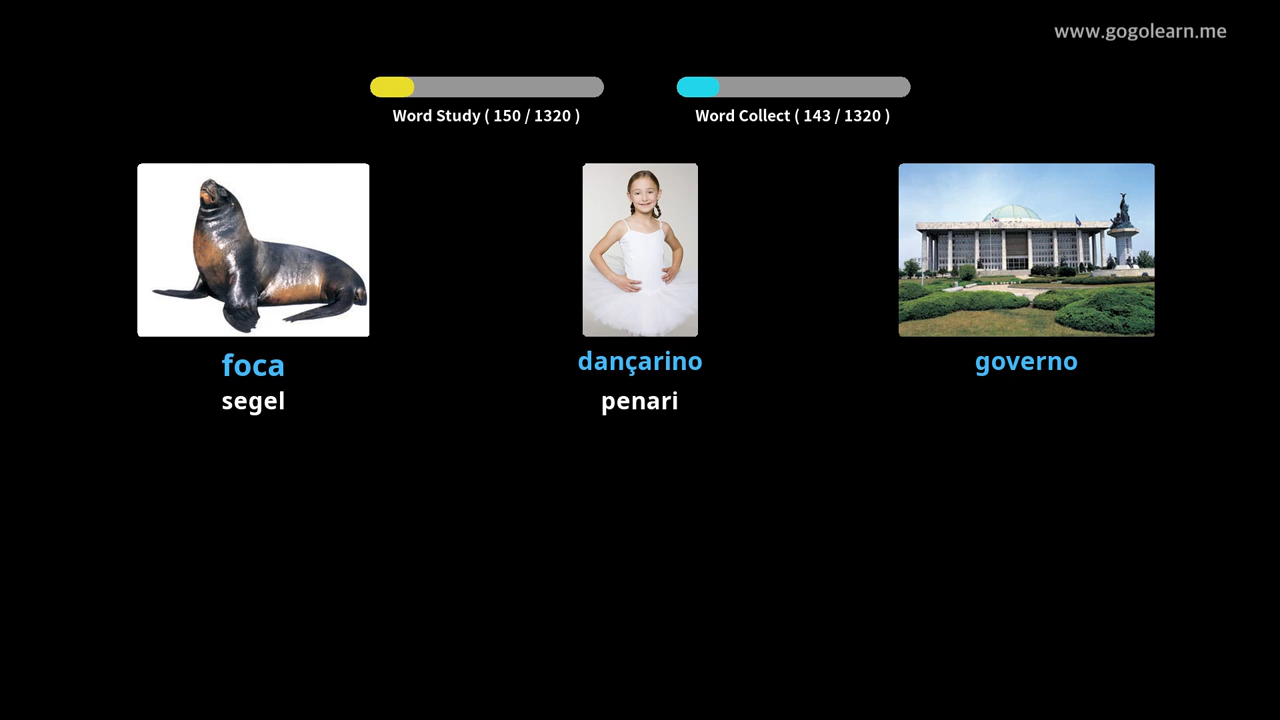 www.gogolearn.me
Word Study ( 150 / 1320 )
Word Collect ( 143 / 1320 )
foca
segel
dançarino
penari
governo